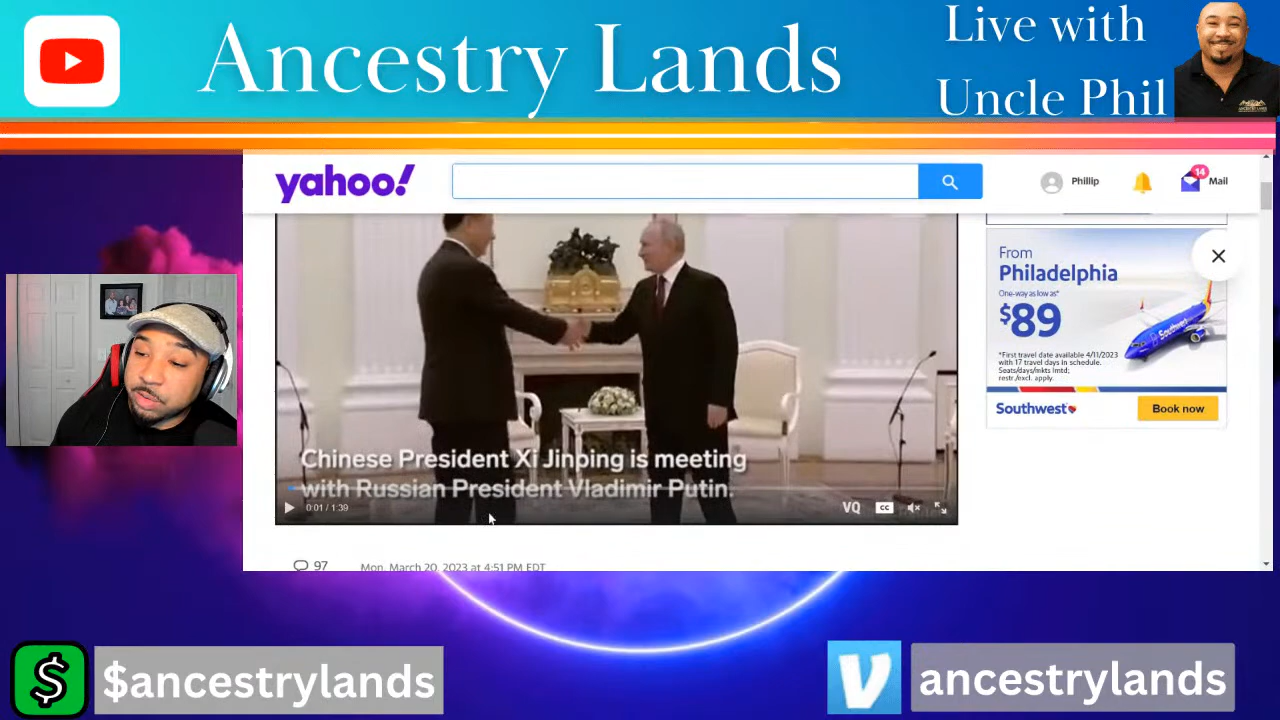 Ancestry Lands
Live with
Uncle Phil
yahoo!
Phillip
14
Mail
From
Philadelphia
One-way as low as*
$89
*First travel date available 4/11/2023
with 17 travel days in schedule.
Seats/days/mkts lmtd;
restr./excl. apply.
Southwest
Southwest
Book now
Chinese President Xi Jinping is meeting
with Russian President Vladimir Putin.
0:01 / 1:39
VQ
CC
97
Mon, March 20, 2023 at 4:51 PM EDT
$
$ancestrylands
V
ancestrylands